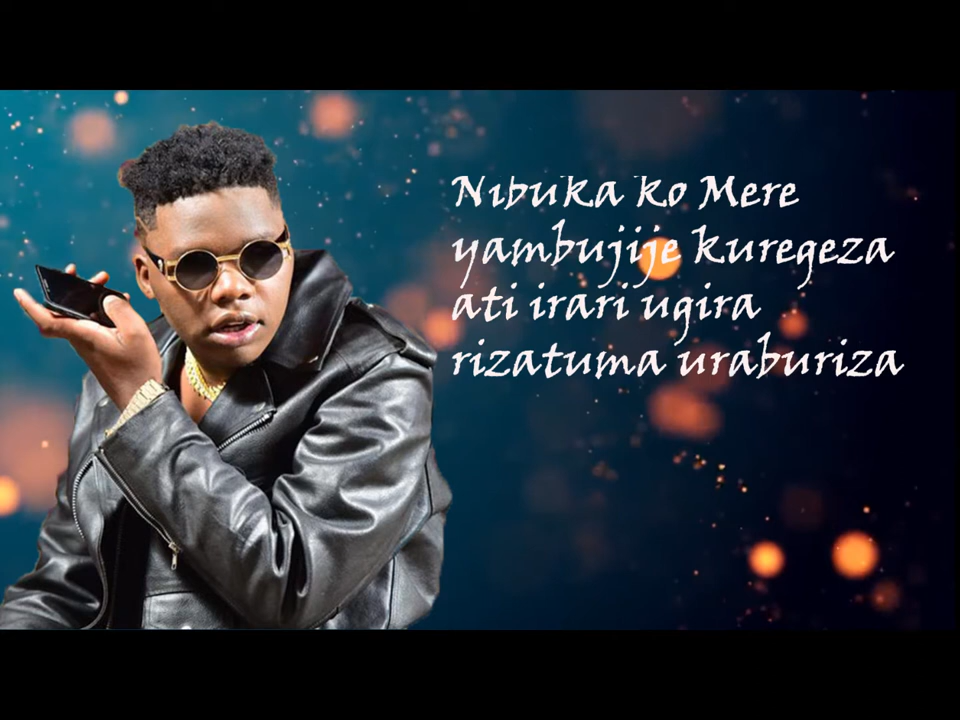 Nibuka ko Mere
yambujije kuregeza
ati irari ugira
rizatuma uraburiza